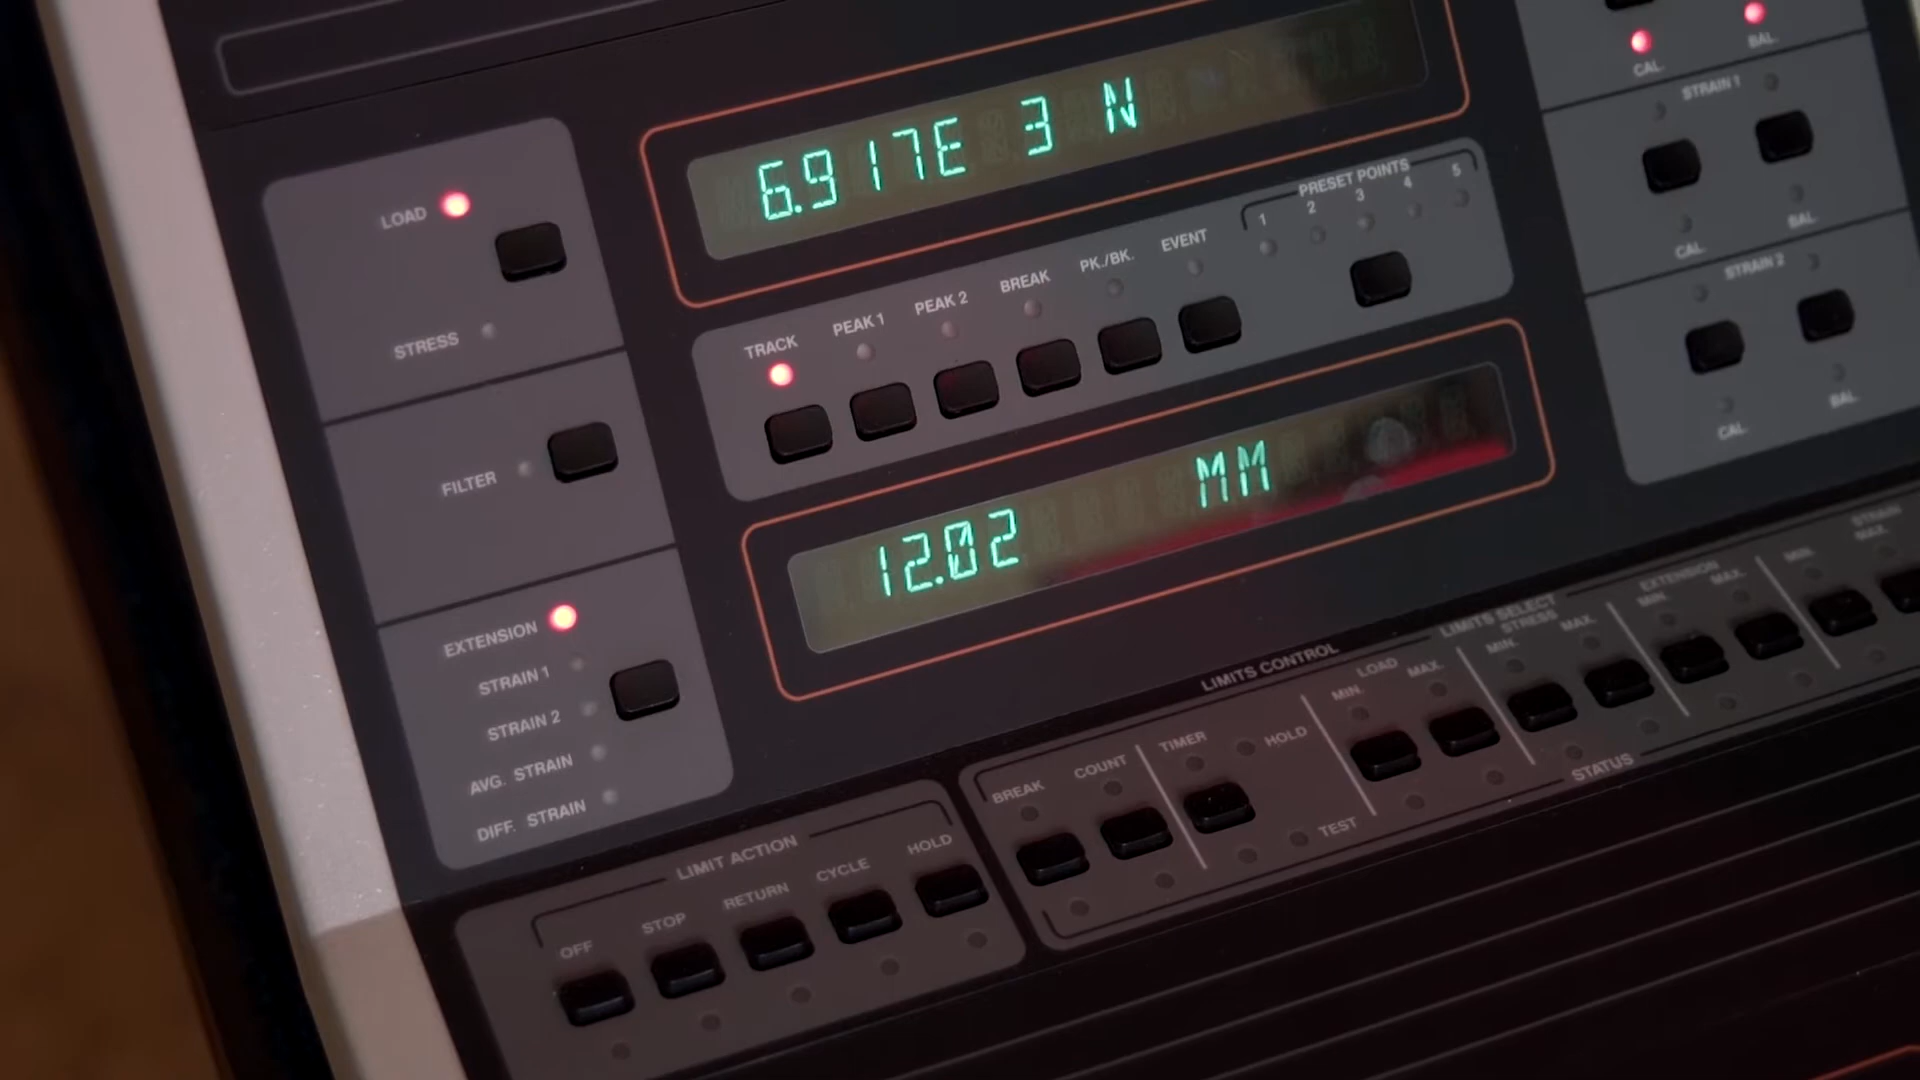 6.917E 3 N
CAL.
BAL.
STRAIN 1
CAL.
BAL.
STRAIN 2
CAL.
BAL.
LOAD
STRESS
FILTER
EXTENSION
STRAIN 1
STRAIN 2
AVG. STRAIN
DIFF. STRAIN
PRESET POINTS
1 2 3 4 5
TRACK PEAK 1 PEAK 2 BREAK PK./BK. EVENT
12.02 MM
LIMITS CONTROL
BREAK COUNT TIMER HOLD
TEST
LIMITS SELECT
LOAD STRESS EXTENSION STRAIN
MIN. MAX. MIN. MAX. MIN. MAX. MIN. MAX.
STATUS
LIMIT ACTION
OFF STOP RETURN CYCLE HOLD